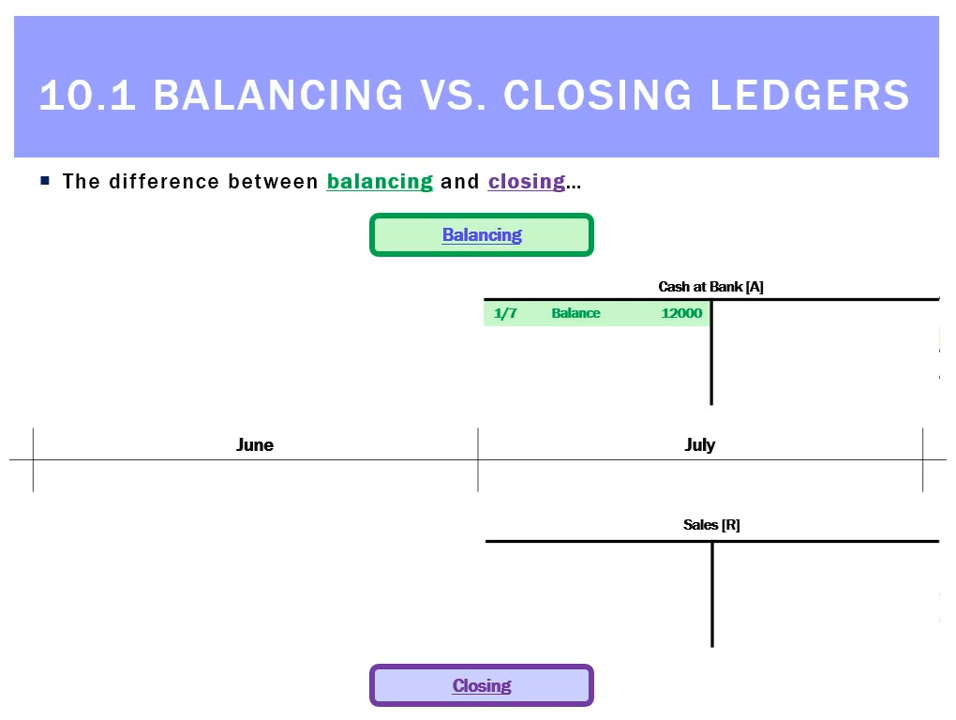 10.1 BALANCING VS. CLOSING LEDGERS
▪ The difference between balancing and closing…
Balancing
Cash at Bank [A]
1/7 Balance 12000
June July
Sales [R]
Closing